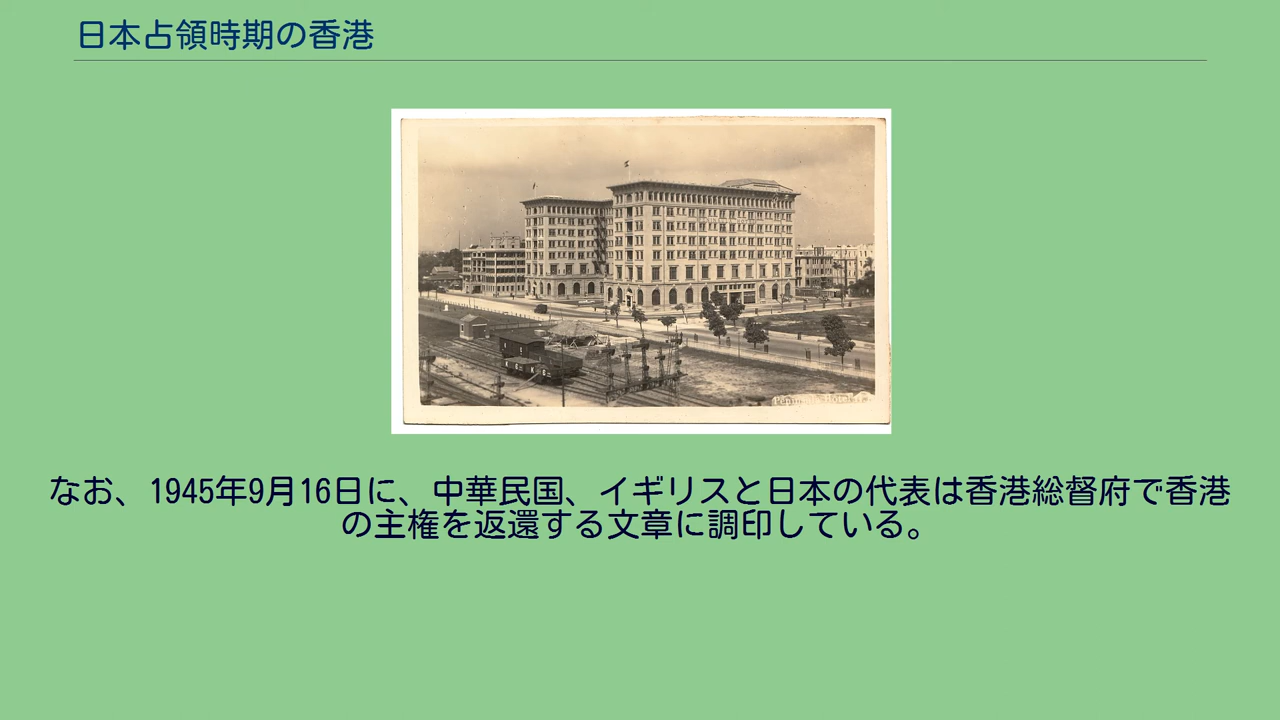 日本占領時期の香港
Peninsula Hotel
なお、1945年9月16日に、中華民国、イギリスと日本の代表は香港総督府で香港
の主権を返還する文章に調印している。